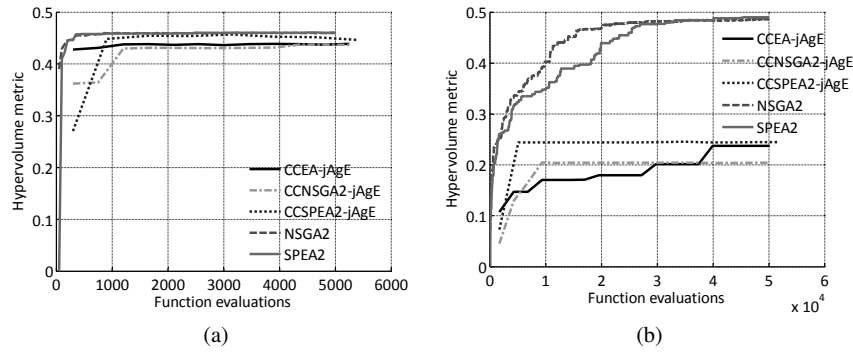 0.5
0.4
0.3
0.2
0.1
0
Hypervolume metric
CCEA-jAgE
CCNSGA2-jAgE
CCSPEA2-jAgE
NSGA2
SPEA2
0 1000 2000 3000 4000 5000 6000
Function evaluations
(a)
0.5
0.4
0.3
0.2
0.1
0
Hypervolume metric
CCEA-jAgE
CCNSGA2-jAgE
CCSPEA2-jAgE
NSGA2
SPEA2
0 1 2 3 4 5 6
Function evaluations
x 10⁴
(b)